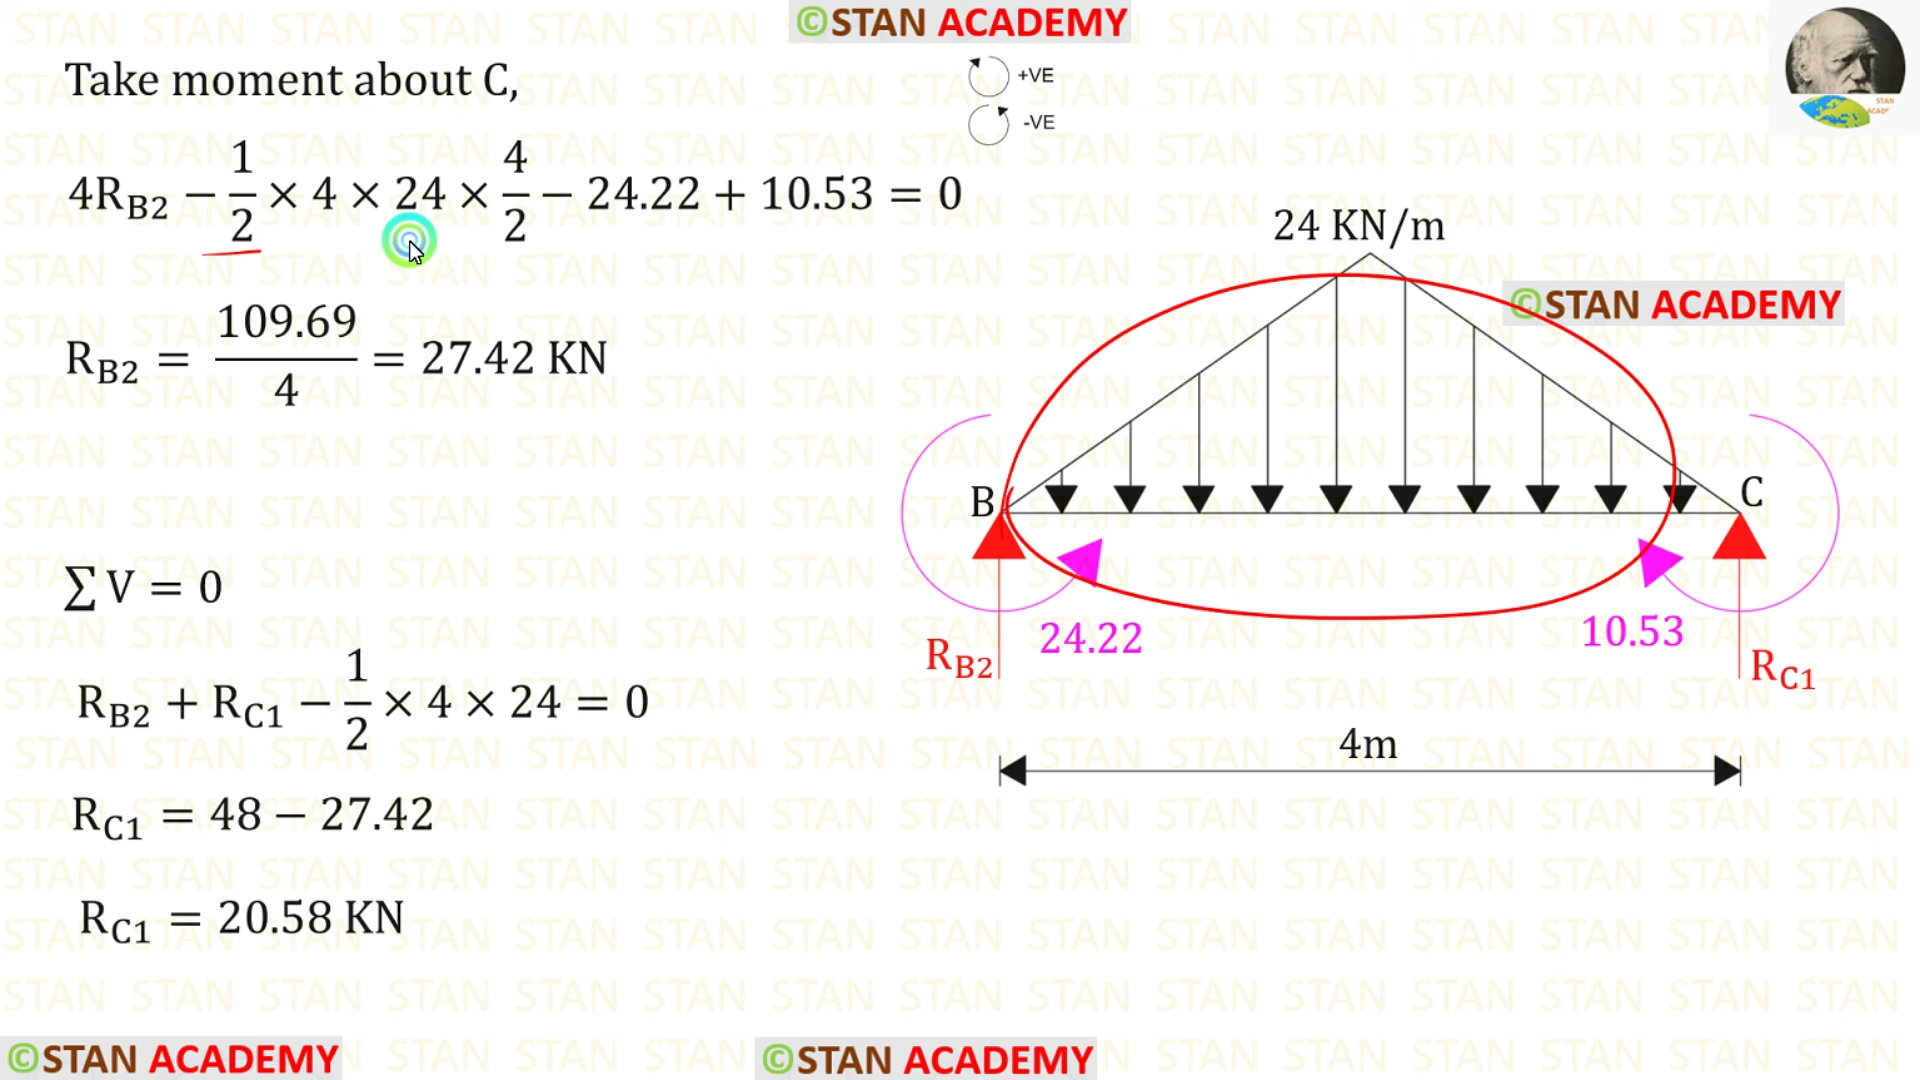 ©STAN ACADEMY
Take moment about C,
+VE
-VE
4R_B2 − 1/2 × 4 × 24 × 4/2 − 24.22 + 10.53 = 0
R_B2 = 109.69/4 = 27.42 KN
∑ V = 0
R_B2 + R_C1 − 1/2 × 4 × 24 = 0
R_C1 = 48 − 27.42
R_C1 = 20.58 KN
24 KN/m
©STAN ACADEMY
B
C
24.22
10.53
R_B2
R_C1
4m
©STAN ACADEMY
©STAN ACADEMY